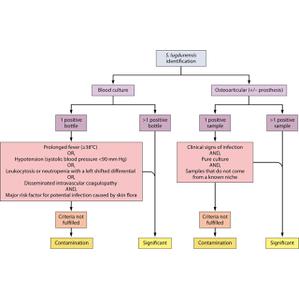 S. lugdunensis
identification
Blood culture
Osteoarticular (+/− prosthesis)
1 positive
bottle
>1 positive
bottle
1 positive
sample
>1 positive
sample
Prolonged fever (≥38°C)
OR,
Hypotension (systolic blood pressure <90 mm Hg)
OR,
Leukocytosis or neutropenia with a left shifted differential
OR,
Disseminated intravascular coagulopathy
AND,
Major risk factor for potential infection caused by skin flora
Clinical signs of infection
AND,
Pure culture
AND,
Samples that do not come
from a known niche
Criteria not
fulfilled
Criteria not
fulfilled
Contamination
Significant
Contamination
Significant